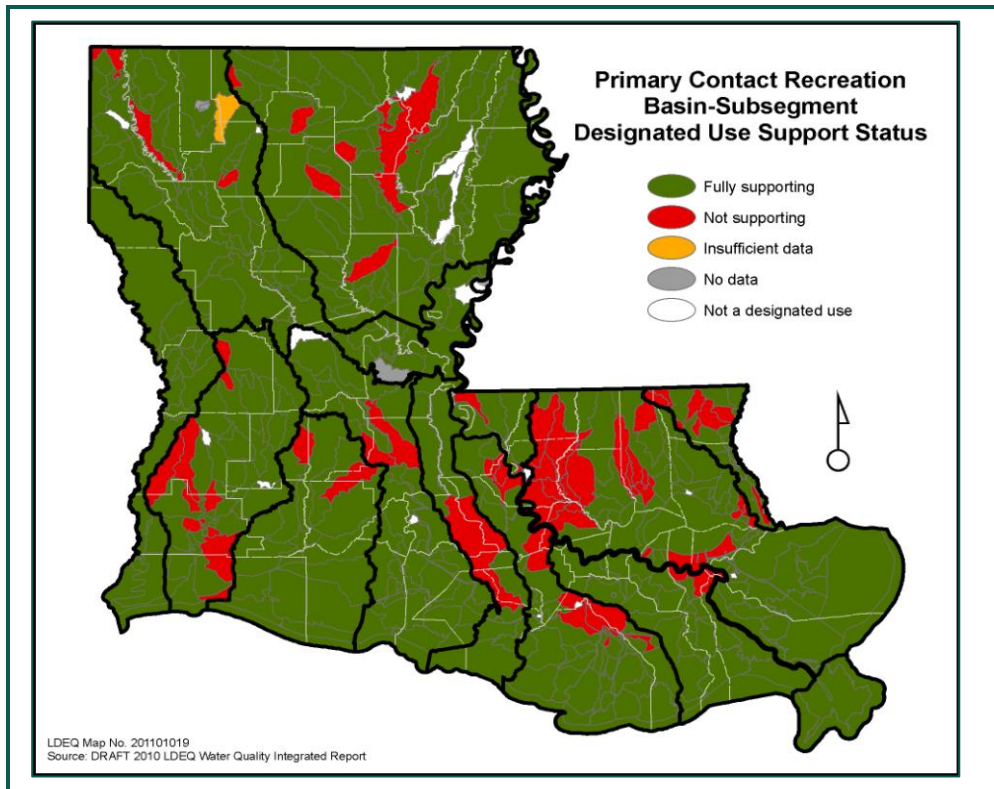 Primary Contact Recreation
Basin-Subsegment
Designated Use Support Status
Fully supporting
Not supporting
Insufficient data
No data
Not a designated use
LDEQ Map No. 201101019
Source: DRAFT 2010 LDEQ Water Quality Integrated Report